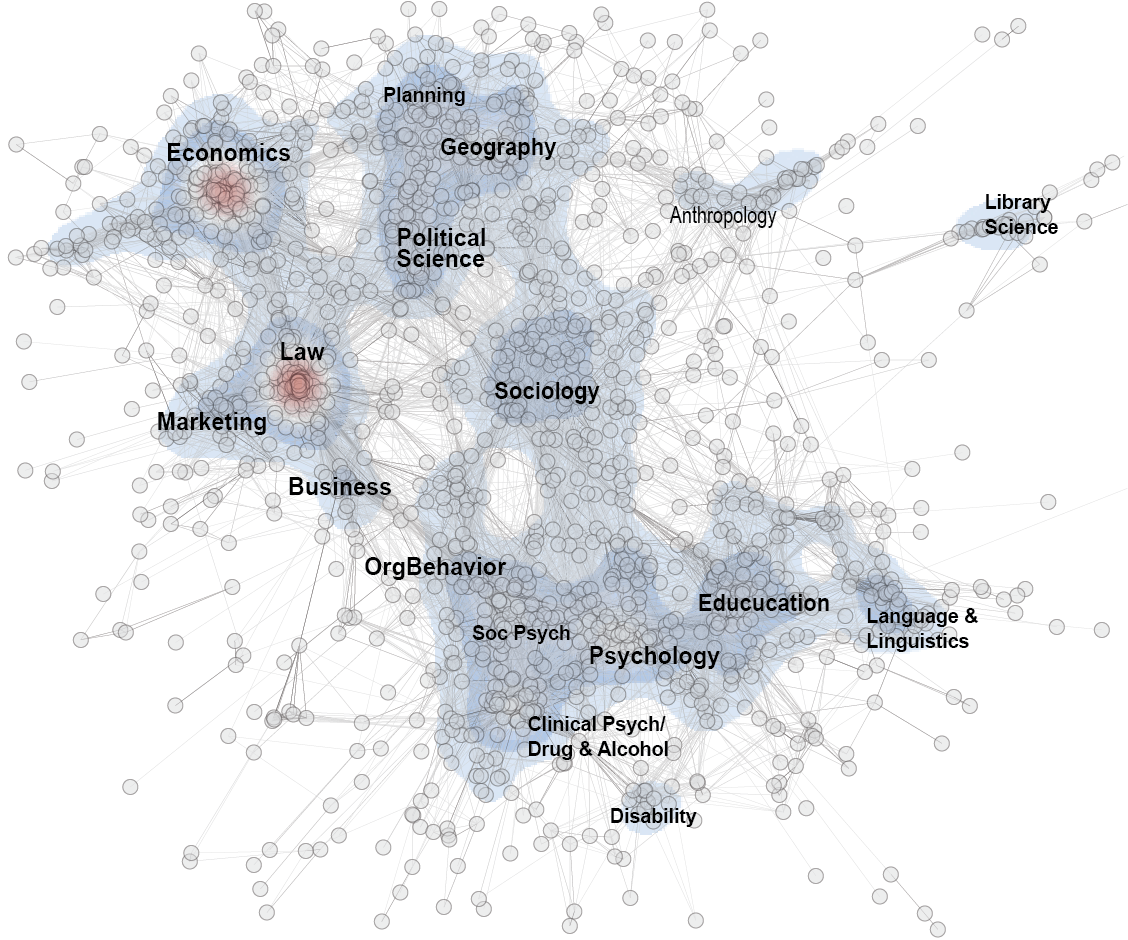 Planning
Economics
Geography
Library
Science
Anthropology
Political
Science
Law
Sociology
Marketing
Business
OrgBehavior
Educucation
Language &
Linguistics
Soc Psych
Psychology
Clinical Psych/
Drug & Alcohol
Disability